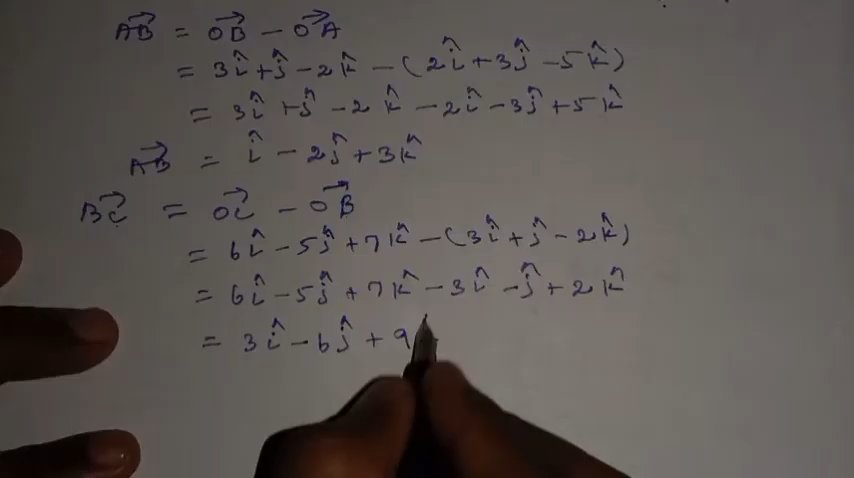 AB→ = OB→ - OA→
= 3î + ĵ - 2k̂ - (2î + 3ĵ - 5k̂)
= 3î + ĵ - 2k̂ - 2î - 3ĵ + 5k̂
AB→ = î - 2ĵ + 3k̂
BC→ = OC→ - OB→
= 6î - 5ĵ + 7k̂ - (3î + ĵ - 2k̂)
= 6î - 5ĵ + 7k̂ - 3î - ĵ + 2k̂
= 3î - 6ĵ + 9